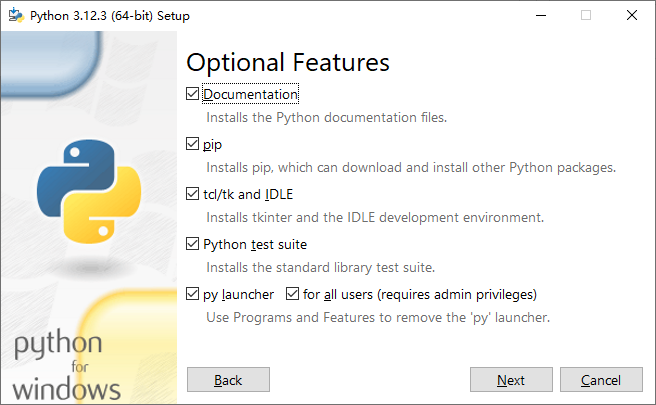 Python 3.12.3 (64-bit) Setup
Optional Features
Documentation
Installs the Python documentation files.
pip
Installs pip, which can download and install other Python packages.
tcl/tk and IDLE
Installs tkinter and the IDLE development environment.
Python test suite
Installs the standard library test suite.
py launcher for all users (requires admin privileges)
Use Programs and Features to remove the 'py' launcher.
python
for
windows
Back Next Cancel